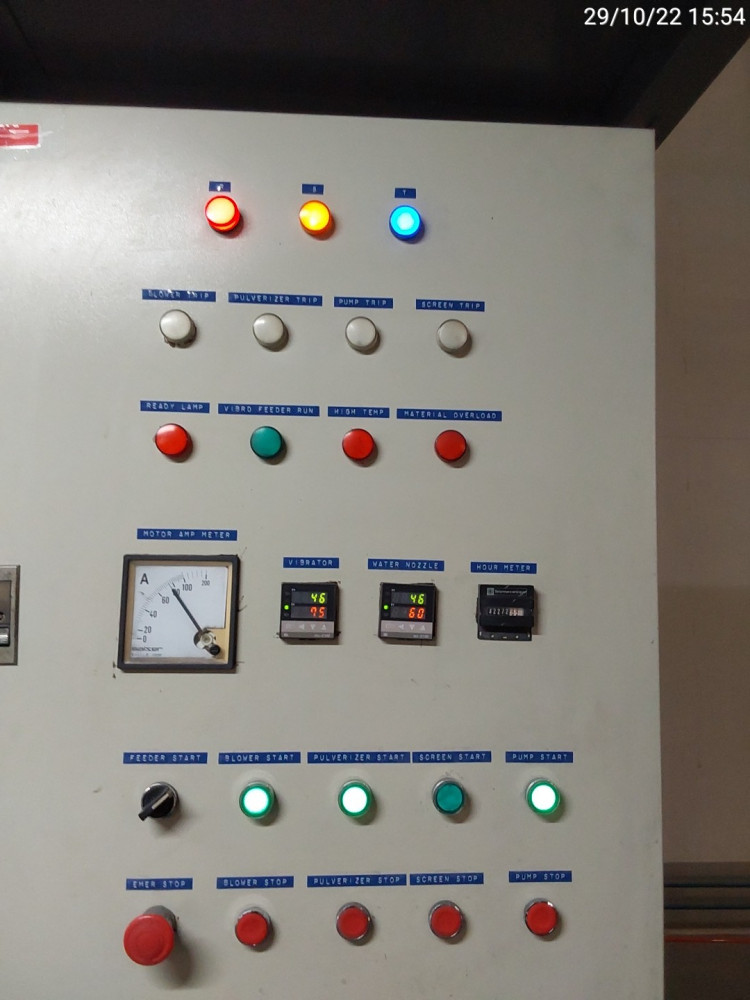 29/10/22 15:54
B Y
BLOWER TRIP PULVERIZER TRIP PUMP TRIP SCREEN TRIP
READY LAMP VIBRO FEEDER RUN HIGH TEMP MATERIAL OVERLOAD
MOTOR AMP METER
VIBRATOR WATER NOZZLE HOUR METER
A
0 20 40 60 80 100 200
46
75
46
60
FEEDER START BLOWER START PULVERIZER START SCREEN START PUMP START
EMER STOP BLOWER STOP PULVERIZER STOP SCREEN STOP PUMP STOP